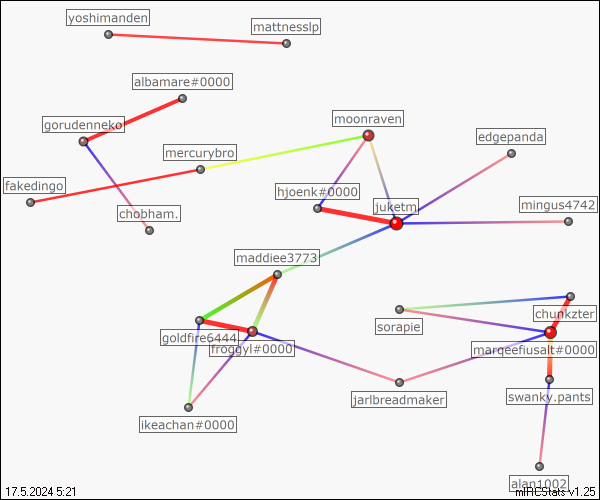 yoshimanden
mattnesslp
albamare#0000
moonraven
gorudenneko
edgepanda
mercurybro
fakedingo
hjoenk#0000
juketm
mingus4742
chobham.
maddiee3773
chunkzter
sorapie
goldfire6444
froggyl#0000
marqeefiusalt#0000
jarlbreadmaker
swanky.pants
ikeachan#0000
alan1002
17.5.2024 5:21
mIRCStats v1.25